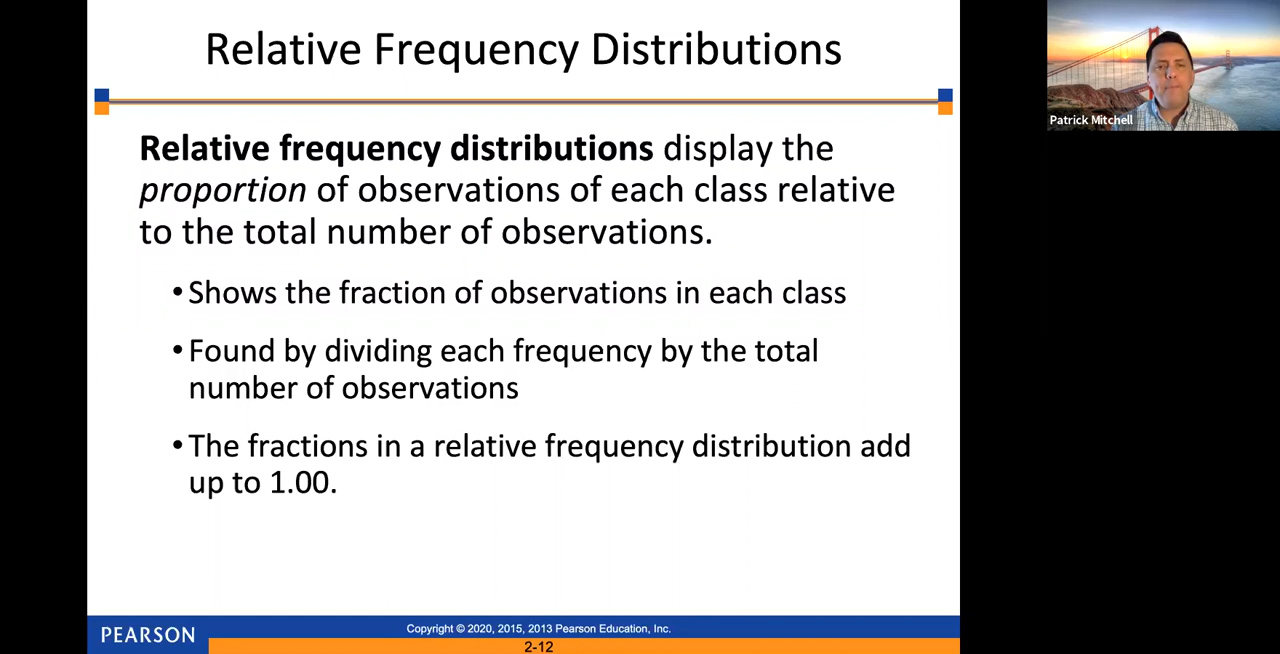 Relative Frequency Distributions
Patrick Mitchell
Relative frequency distributions display the
proportion of observations of each class relative
to the total number of observations.
•Shows the fraction of observations in each class
•Found by dividing each frequency by the total
number of observations
•The fractions in a relative frequency distribution add
up to 1.00.
PEARSON
Copyright © 2020, 2015, 2013 Pearson Education, Inc.
2-12